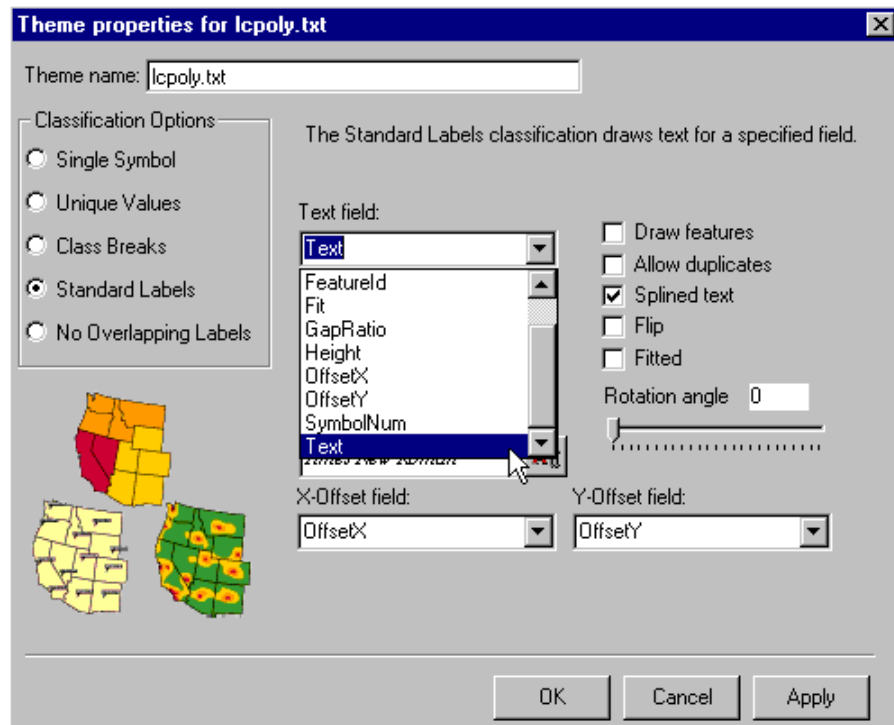 Theme properties for lcpoly.txt
Theme name: lcpoly.txt
Classification Options
Single Symbol
Unique Values
Class Breaks
Standard Labels
No Overlapping Labels
The Standard Labels classification draws text for a specified field.
Text field:
Text
FeatureId
Fit
GapRatio
Height
OffsetX
OffsetY
SymbolNum
Text
Times New Roman
Draw features
Allow duplicates
Splined text
Flip
Fitted
Rotation angle 0
X-Offset field:
OffsetX
Y-Offset field:
OffsetY
OK
Cancel
Apply